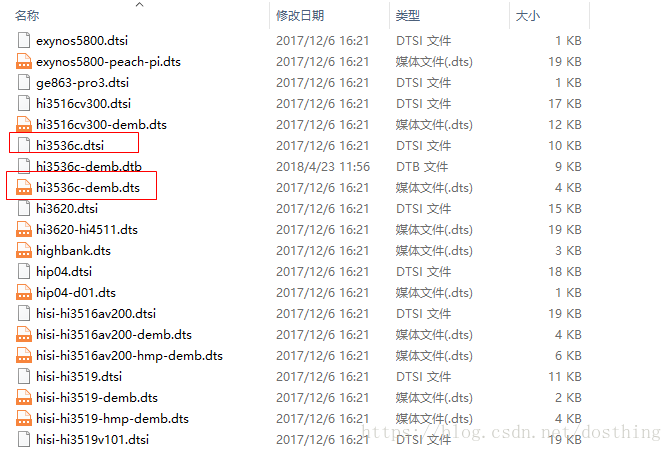 名称 修改日期 类型 大小
exynos5800.dtsi 2017/12/6 16:21 DTSI 文件 1 KB
exynos5800-peach-pi.dts 2017/12/6 16:21 媒体文件(.dts) 19 KB
ge863-pro3.dtsi 2017/12/6 16:21 DTSI 文件 2 KB
hi3516cv300.dtsi 2017/12/6 16:21 DTSI 文件 17 KB
hi3516cv300-demb.dts 2017/12/6 16:21 媒体文件(.dts) 12 KB
hi3536c.dtsi 2017/12/6 16:21 DTSI 文件 10 KB
hi3536c-demb.dtb 2018/4/23 11:56 DTB 文件 9 KB
hi3536c-demb.dts 2017/12/6 16:21 媒体文件(.dts) 4 KB
hi3620.dtsi 2017/12/6 16:21 DTSI 文件 15 KB
hi3620-hi4511.dts 2017/12/6 16:21 媒体文件(.dts) 19 KB
highbank.dts 2017/12/6 16:21 媒体文件(.dts) 3 KB
hip04.dtsi 2017/12/6 16:21 DTSI 文件 18 KB
hip04-d01.dts 2017/12/6 16:21 媒体文件(.dts) 1 KB
hisi-hi3516av200.dtsi 2017/12/6 16:21 DTSI 文件 19 KB
hisi-hi3516av200-demb.dts 2017/12/6 16:21 媒体文件(.dts) 4 KB
hisi-hi3516av200-hmp-demb.dts 2017/12/6 16:21 媒体文件(.dts) 6 KB
hisi-hi3519.dtsi 2017/12/6 16:21 DTSI 文件 11 KB
hisi-hi3519-demb.dts 2017/12/6 16:21 媒体文件(.dts) 2 KB
hisi-hi3519-hmp-demb.dts 2017/12/6 16:21 媒体文件(.dts) 4 KB
hisi-hi3519v101.dtsi 2017/12/6 16:21 DTSI 文件 19 KB
https://blog.csdn.net/dosthing